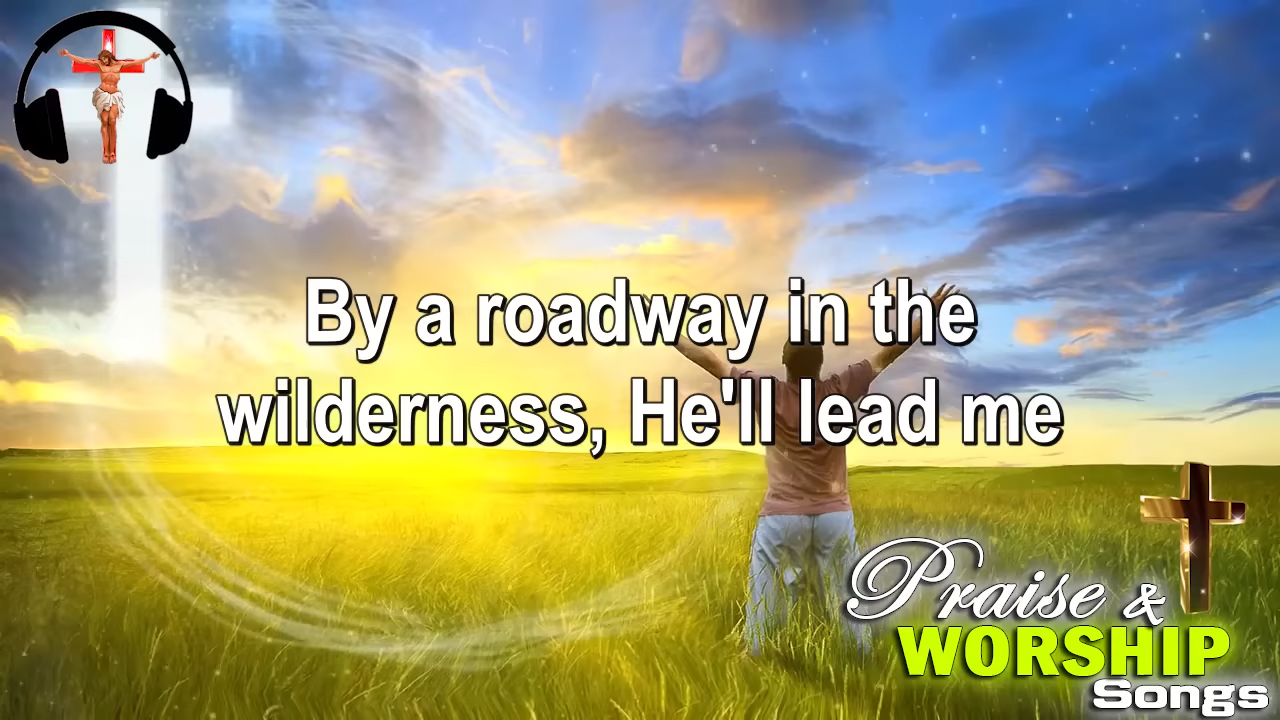 By a roadway in the
wilderness, He'll lead me
Praise &
WORSHIP
Songs